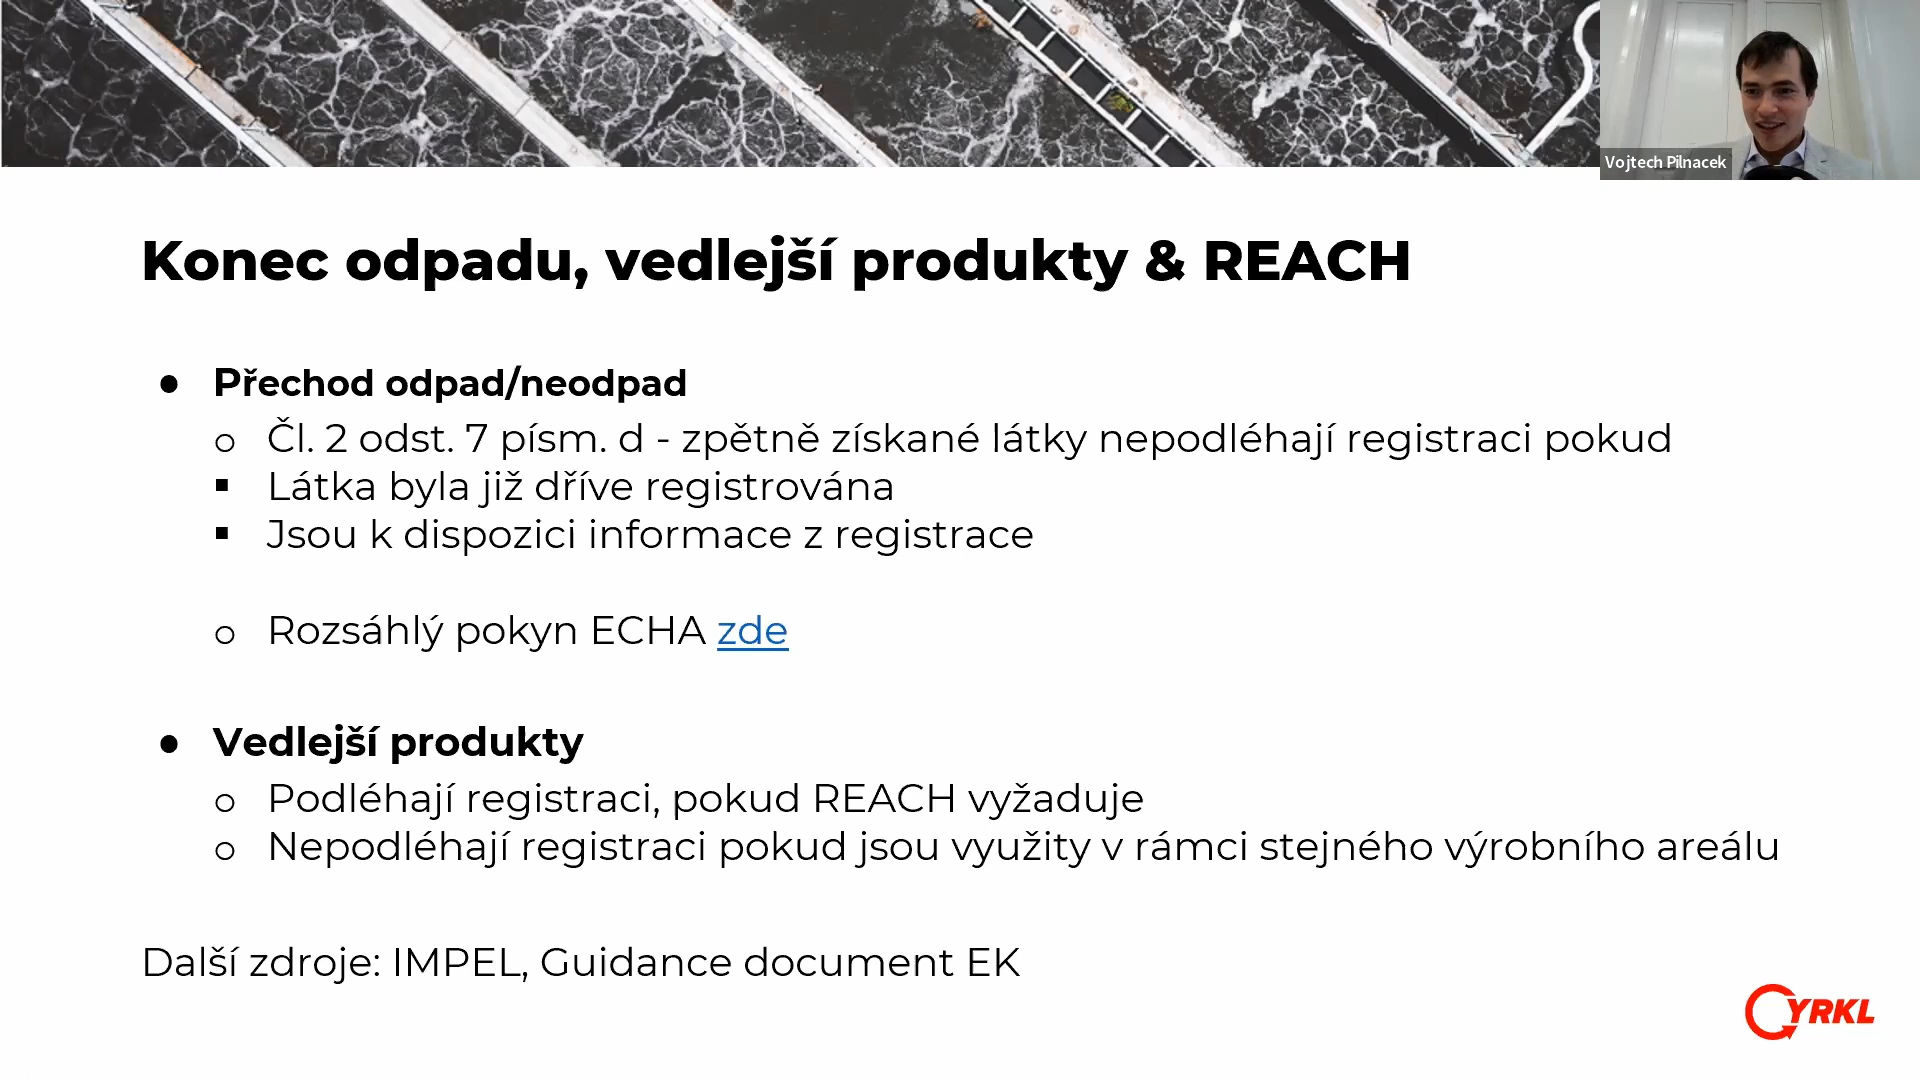 Vojtech Pilnacek
Konec odpadu, vedlejší produkty & REACH
● Přechod odpad/neodpad
o Čl. 2 odst. 7 písm. d - zpětně získané látky nepodléhají registraci pokud
▪ Látka byla již dříve registrována
▪ Jsou k dispozici informace z registrace
o Rozsáhlý pokyn ECHA zde
● Vedlejší produkty
o Podléhají registraci, pokud REACH vyžaduje
o Nepodléhají registraci pokud jsou využity v rámci stejného výrobního areálu
Další zdroje: IMPEL, Guidance document EK
CYRKL